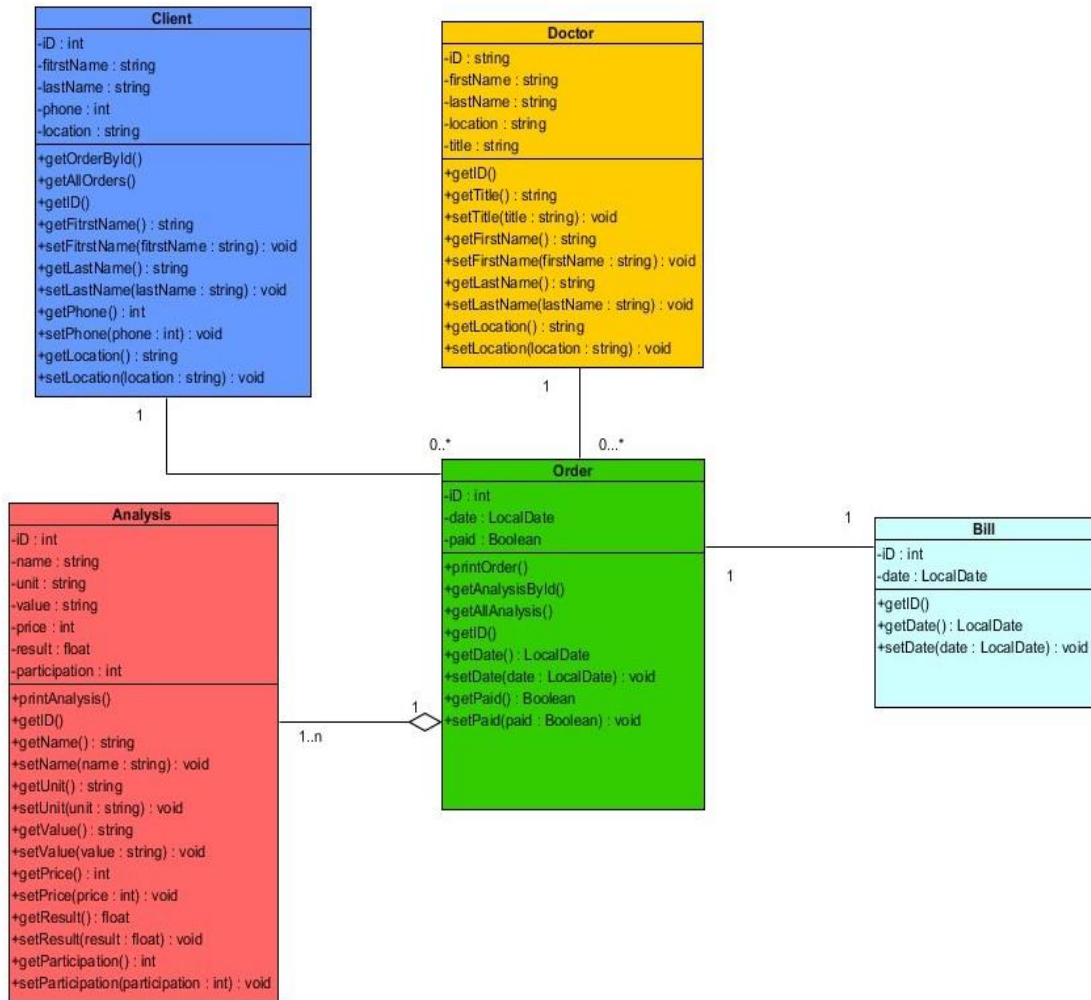 Client
-iD : int
-fitrstName : string
-lastName : string
-phone : int
-location : string
+getOrderById()
+getAllOrders()
+getID()
+getFitrstName() : string
+setFitrstName(fitrstName : string) : void
+getLastName() : string
+setLastName(lastName : string) : void
+getPhone() : int
+setPhone(phone : int) : void
+getLocation() : string
+setLocation(location : string) : void
Doctor
-iD : string
-firstName : string
-lastName : string
-location : string
-title : string
+getID()
+getTitle() : string
+setTitle(title : string) : void
+getFirstName() : string
+setFirstName(firstName : string) : void
+getLastName() : string
+setLastName(lastName : string) : void
+getLocation() : string
+setLocation(location : string) : void
1
0..*
1
0...*
Order
-iD : int
-date : LocalDate
-paid : Boolean
+printOrder()
+getAnalysisById()
+getAllAnalysis()
+getID()
+getDate() : LocalDate
+setDate(date : LocalDate) : void
+getPaid() : Boolean
+setPaid(paid : Boolean) : void
1
1
Bill
-iD : int
-date : LocalDate
+getID()
+getDate() : LocalDate
+setDate(date : LocalDate) : void
Analysis
-iD : int
-name : string
-unit : string
-value : string
-price : int
-result : float
-participation : int
+printAnalysis()
+getID()
+getName() : string
+setName(name : string) : void
+getUnit() : string
+setUnit(unit : string) : void
+getValue() : string
+setValue(value : string) : void
+getPrice() : int
+setPrice(price : int) : void
+getResult() : float
+setResult(result : float) : void
+getParticipation() : int
+setParticipation(participation : int) : void
1
1..n